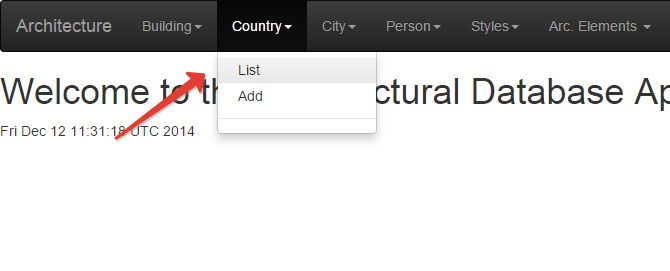 Architecture Building Country City Person Styles Arc. Elements
List
Add
Welcome to th ctural Database Ap
Fri Dec 12 11:31:18 UTC 2014